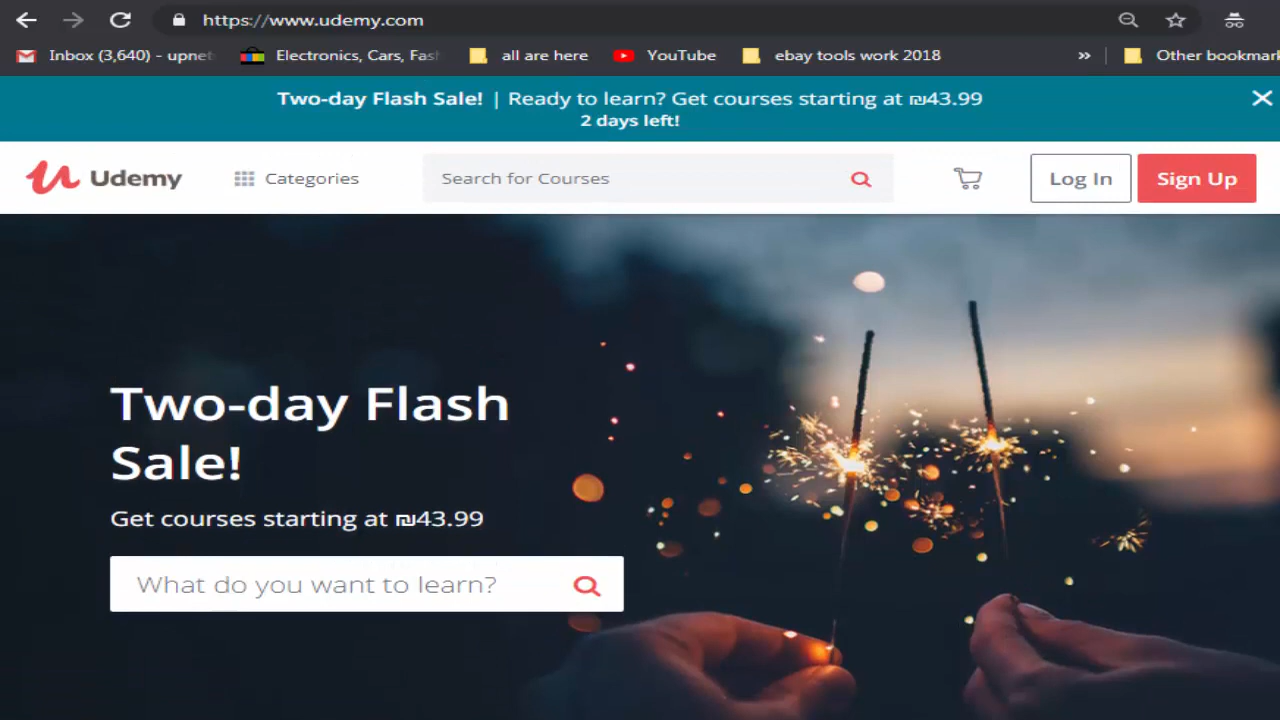 https://www.udemy.com
Inbox (3,640) - upnet
Electronics, Cars, Fash
all are here
YouTube
ebay tools work 2018
»
Other bookmar
Two-day Flash Sale! | Ready to learn? Get courses starting at ₪43.99
2 days left!
Udemy
Categories
Search for Courses
Log In
Sign Up
Two-day Flash
Sale!
Get courses starting at ₪43.99
What do you want to learn?